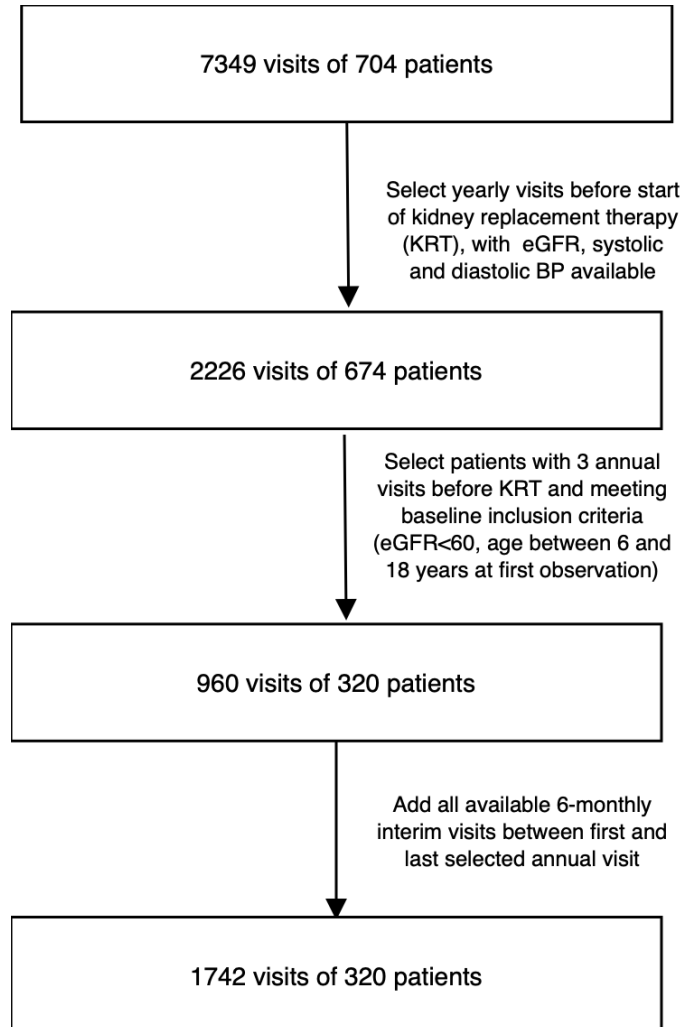 7349 visits of 704 patients
Select yearly visits before start
of kidney replacement therapy
(KRT), with  eGFR, systolic
and diastolic BP available
2226 visits of 674 patients
Select patients with 3 annual
visits before KRT and meeting
baseline inclusion criteria
(eGFR<60, age between 6 and
18 years at first observation)
960 visits of 320 patients
Add all available 6-monthly
interim visits between first and
last selected annual visit
1742 visits of 320 patients